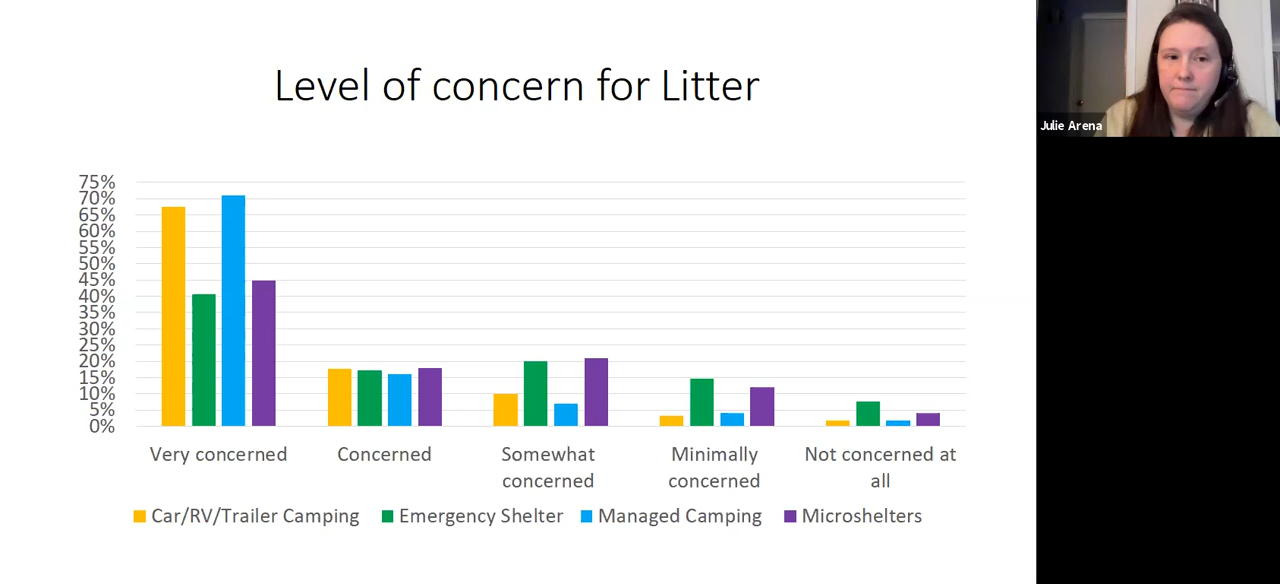 Level of concern for Litter
75%
70%
65%
60%
55%
50%
45%
40%
35%
30%
25%
20%
15%
10%
5%
0%
Very concerned
Concerned
Somewhat
concerned
Minimally
concerned
Not concerned at
all
Car/RV/Trailer Camping
Emergency Shelter
Managed Camping
Microshelters
Julie Arena